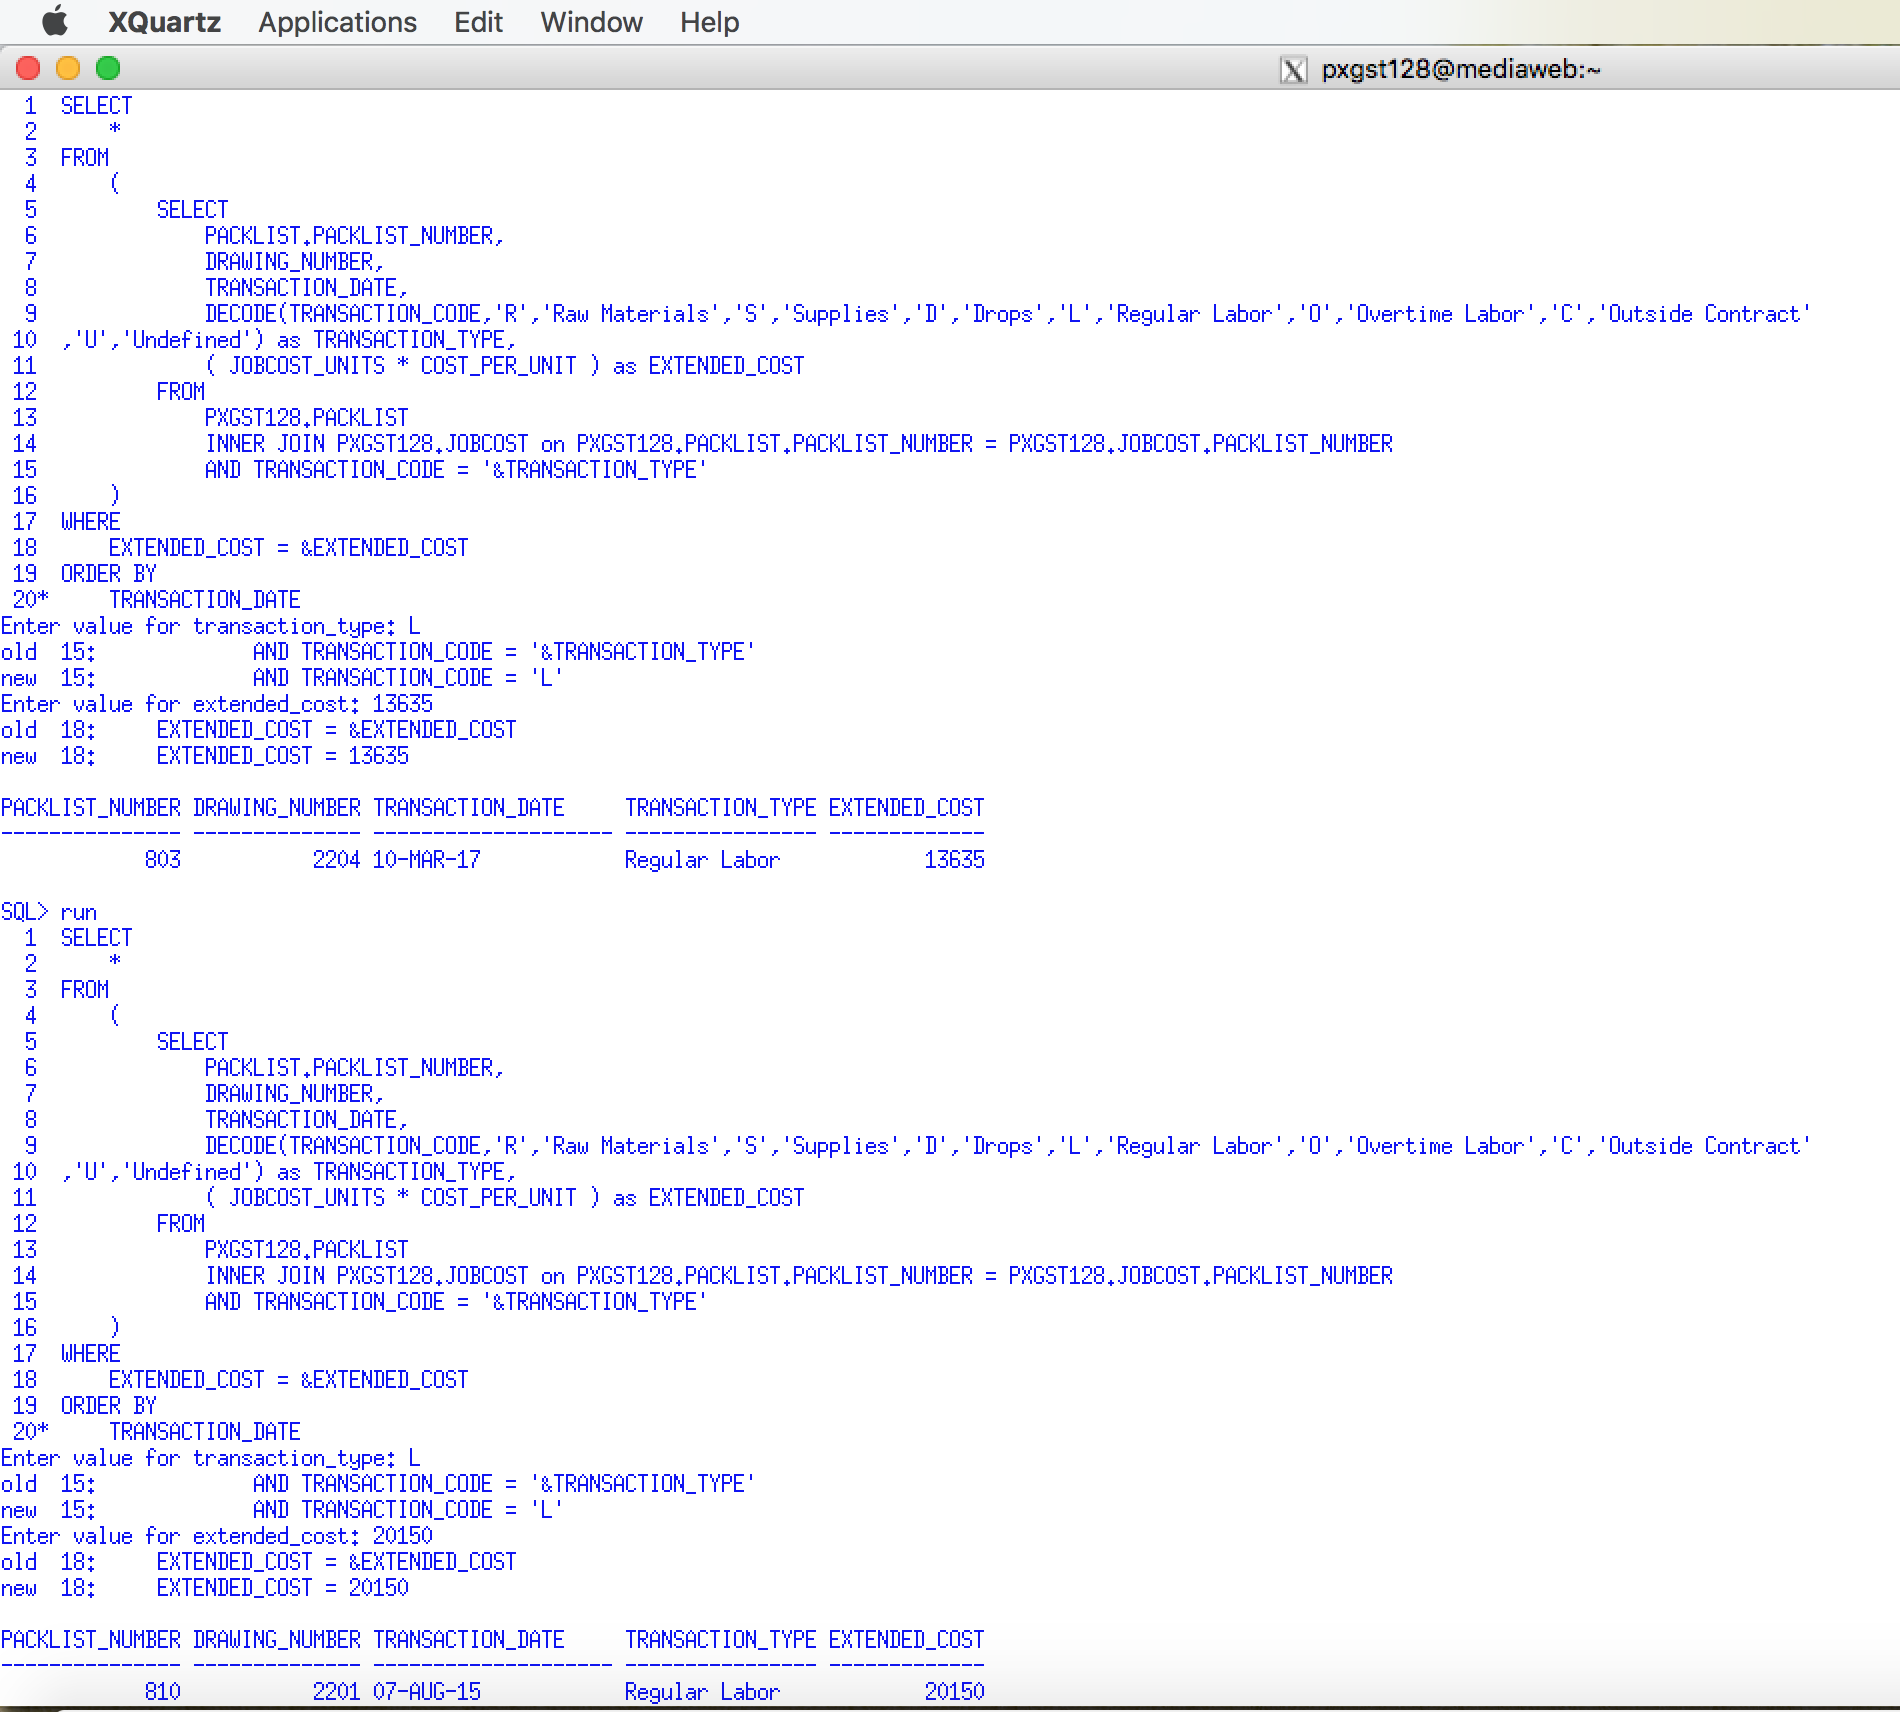 XQuartz Applications Edit Window Help
pxgst128@mediaweb:~
  1  SELECT
  2      *
  3  FROM
  4      (
  5          SELECT
  6              PACKLIST.PACKLIST_NUMBER,
  7              DRAWING_NUMBER,
  8              TRANSACTION_DATE,
  9              DECODE(TRANSACTION_CODE,'R','Raw Materials','S','Supplies','D','Drops','L','Regular Labor','O','Overtime Labor','C','Outside Contract'
 10  ,'U','Undefined') as TRANSACTION_TYPE,
 11              ( JOBCOST_UNITS * COST_PER_UNIT ) as EXTENDED_COST
 12          FROM
 13              PXGST128.PACKLIST
 14              INNER JOIN PXGST128.JOBCOST on PXGST128.PACKLIST.PACKLIST_NUMBER = PXGST128.JOBCOST.PACKLIST_NUMBER
 15              AND TRANSACTION_CODE = '&TRANSACTION_TYPE'
 16      )
 17  WHERE
 18      EXTENDED_COST = &EXTENDED_COST
 19  ORDER BY
 20*     TRANSACTION_DATE
Enter value for transaction_type: L
old  15:             AND TRANSACTION_CODE = '&TRANSACTION_TYPE'
new  15:             AND TRANSACTION_CODE = 'L'
Enter value for extended_cost: 13635
old  18:     EXTENDED_COST = &EXTENDED_COST
new  18:     EXTENDED_COST = 13635
PACKLIST_NUMBER DRAWING_NUMBER TRANSACTION_DATE     TRANSACTION_TYPE EXTENDED_COST
--------------- -------------- -------------------- ---------------- -------------
            803           2204 10-MAR-17            Regular Labor            13635
SQL> run
  1  SELECT
  2      *
  3  FROM
  4      (
  5          SELECT
  6              PACKLIST.PACKLIST_NUMBER,
  7              DRAWING_NUMBER,
  8              TRANSACTION_DATE,
  9              DECODE(TRANSACTION_CODE,'R','Raw Materials','S','Supplies','D','Drops','L','Regular Labor','O','Overtime Labor','C','Outside Contract'
 10  ,'U','Undefined') as TRANSACTION_TYPE,
 11              ( JOBCOST_UNITS * COST_PER_UNIT ) as EXTENDED_COST
 12          FROM
 13              PXGST128.PACKLIST
 14              INNER JOIN PXGST128.JOBCOST on PXGST128.PACKLIST.PACKLIST_NUMBER = PXGST128.JOBCOST.PACKLIST_NUMBER
 15              AND TRANSACTION_CODE = '&TRANSACTION_TYPE'
 16      )
 17  WHERE
 18      EXTENDED_COST = &EXTENDED_COST
 19  ORDER BY
 20*     TRANSACTION_DATE
Enter value for transaction_type: L
old  15:             AND TRANSACTION_CODE = '&TRANSACTION_TYPE'
new  15:             AND TRANSACTION_CODE = 'L'
Enter value for extended_cost: 20150
old  18:     EXTENDED_COST = &EXTENDED_COST
new  18:     EXTENDED_COST = 20150
PACKLIST_NUMBER DRAWING_NUMBER TRANSACTION_DATE     TRANSACTION_TYPE EXTENDED_COST
--------------- -------------- -------------------- ---------------- -------------
            810           2201 07-AUG-15            Regular Labor            20150